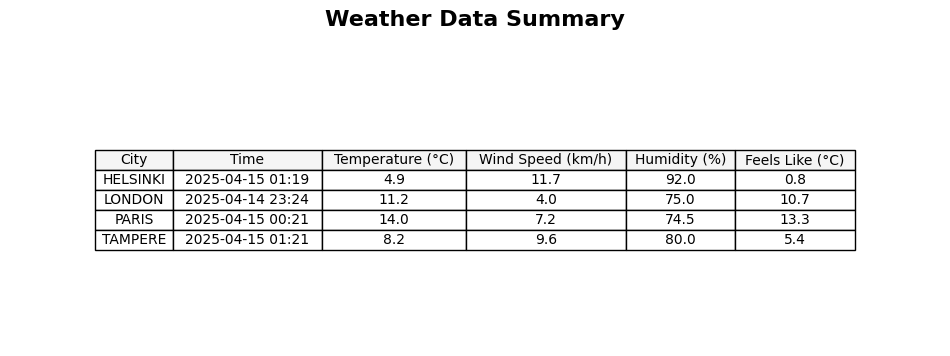 Weather Data Summary
City Time Temperature (°C) Wind Speed (km/h) Humidity (%) Feels Like (°C)
HELSINKI 2025-04-15 01:19 4.9 11.7 92.0 0.8
LONDON 2025-04-14 23:24 11.2 4.0 75.0 10.7
PARIS 2025-04-15 00:21 14.0 7.2 74.5 13.3
TAMPERE 2025-04-15 01:21 8.2 9.6 80.0 5.4